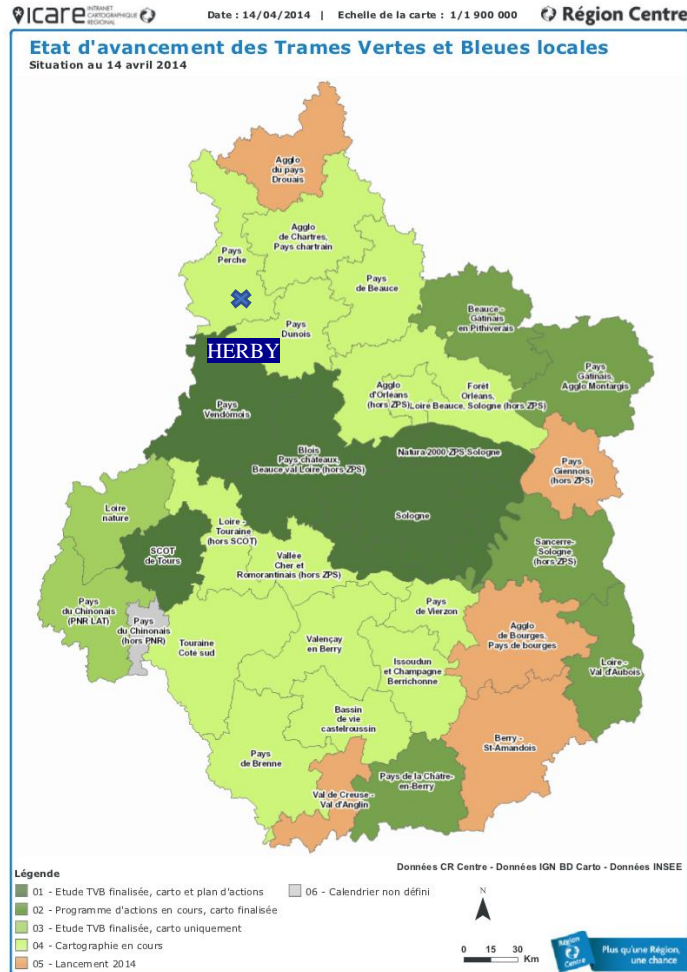 icare INTRANET CARTOGRAPHIQUE REGIONAL
Date : 14/04/2014 | Echelle de la carte : 1/1 900 000
Région Centre
Etat d'avancement des Trames Vertes et Bleues locales
Situation au 14 avril 2014
Agglo
du pays
Drouais
Agglo
de Chartres,
Pays chartrain
Pays
Perche
Pays
de Beauce
Beauce -
Gâtinais
en Pithiverais
Pays
Dunois
HERBY
Pays
Gâtinais,
Agglo Montargis
Agglo
d'Orléans
(hors ZPS)
Forêt
Orléans,
Loire Beauce, Sologne (hors ZPS)
Pays
Vendômois
Blois
Pays châteaux,
Beauce val Loire (hors ZPS)
Natura 2000 ZPS Sologne
Pays
Giennois
(hors ZPS)
Loire
nature
Loire -
Touraine
(hors SCOT)
Sologne
SCOT
de Tours
Vallée
Cher et
Romorantinais (hors ZPS)
Sancerre-
Sologne
(hors ZPS)
Pays
du Chinonais
(PNR LAT)
Pays
du Chinonais
(hors PNR)
Touraine
Coté sud
Valençay
en Berry
Pays
de Vierzon
Agglo
de Bourges,
Pays de bourges
Loire -
Val d'Aubois
Issoudun
et Champagne
Berrichonne
Bassin
de vie
castelroussin
Pays
de Brenne
Berry -
St-Amandois
Pays de la Châtre-
en-Berry
Val de Creuse -
Val d'Anglin
Données CR Centre - Données IGN BD Carto - Données INSEE
Légende
01 - Etude TVB finalisée, carto et plan d'actions
02 - Programme d'actions en cours, carto finalisée
03 - Etude TVB finalisée, carto uniquement
04 - Cartographie en cours
05 - Lancement 2014
06 - Calendrier non défini
N
0 15 30
Km
Région
Centre
Plus qu'une Région,
une chance